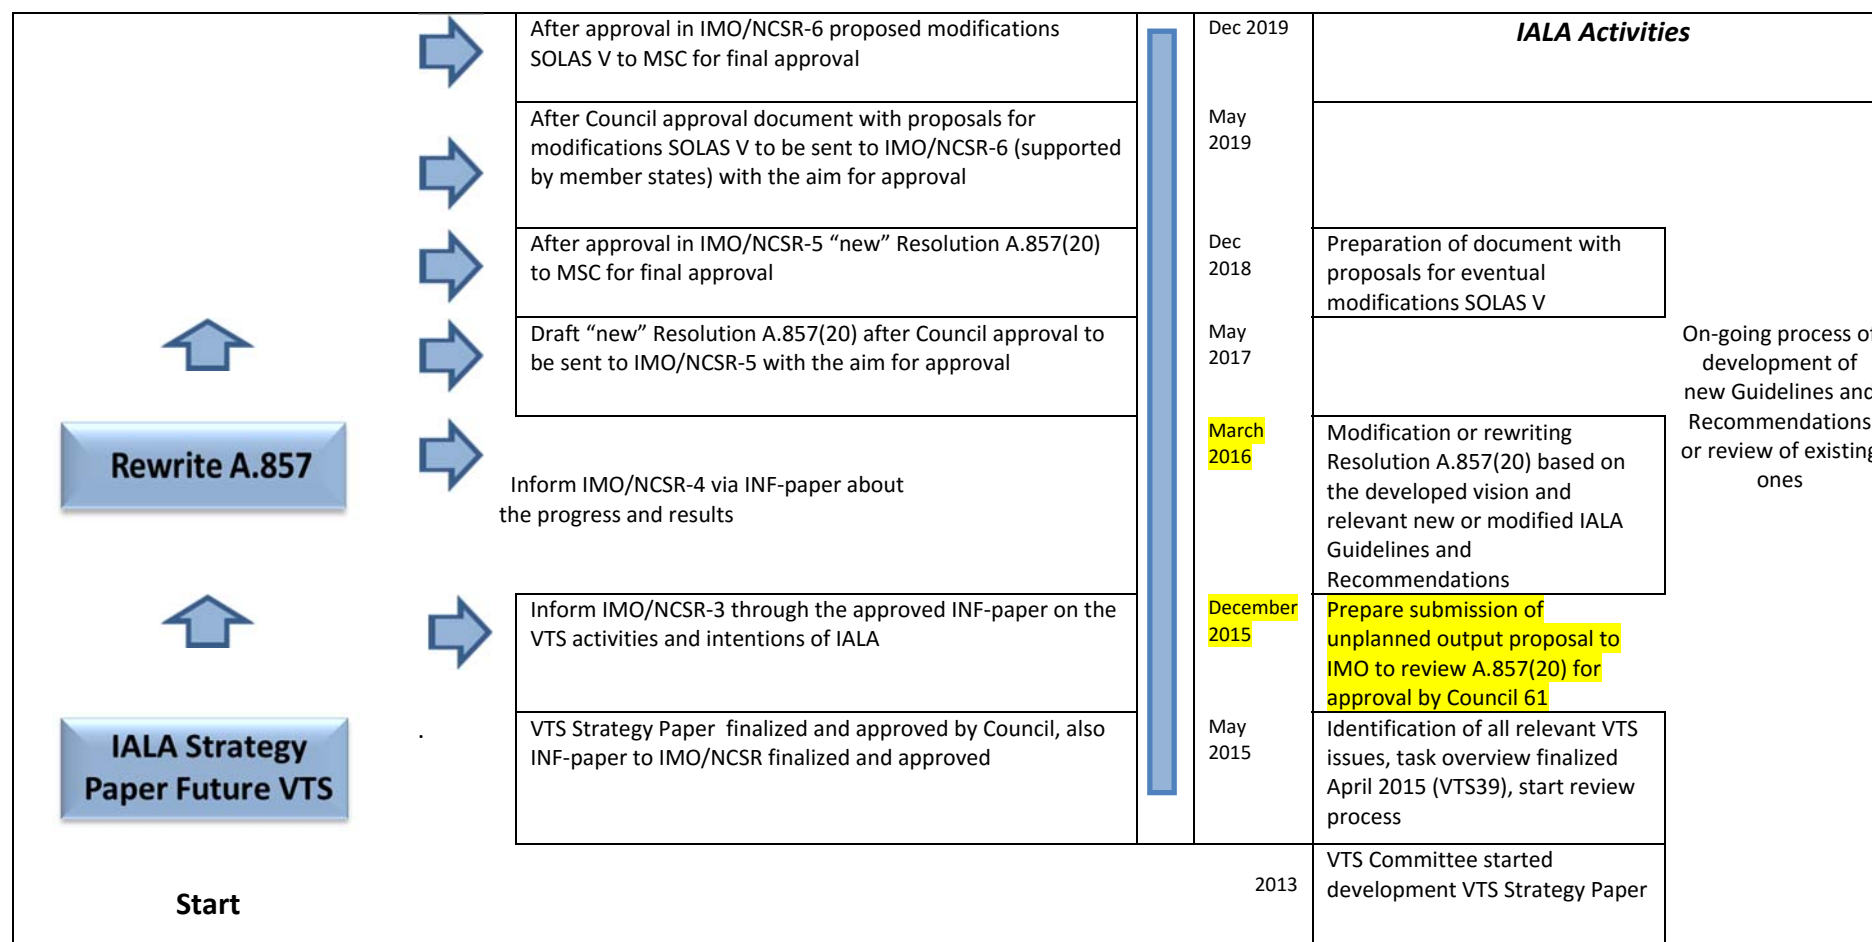 After approval in IMO/NCSR-6 proposed modifications
SOLAS V to MSC for final approval
Dec 2019
IALA Activities
After Council approval document with proposals for
modifications SOLAS V to be sent to IMO/NCSR-6 (supported
by member states) with the aim for approval
May
2019
After approval in IMO/NCSR-5 “new” Resolution A.857(20)
to MSC for final approval
Dec
2018
Preparation of document with
proposals for eventual
modifications SOLAS V
Draft “new” Resolution A.857(20) after Council approval to
be sent to IMO/NCSR-5 with the aim for approval
May
2017
On-going process of
development of
new Guidelines and
Recommendations
or review of existing
ones
Rewrite A.857
Inform IMO/NCSR-4 via INF-paper about
the progress and results
March
2016
Modification or rewriting
Resolution A.857(20) based on
the developed vision and
relevant new or modified IALA
Guidelines and
Recommendations
Inform IMO/NCSR-3 through the approved INF-paper on the
VTS activities and intentions of IALA
December
2015
Prepare submission of
unplanned output proposal to
IMO to review A.857(20) for
approval by Council 61
IALA Strategy
Paper Future VTS
.
VTS Strategy Paper finalized and approved by Council, also
INF-paper to IMO/NCSR finalized and approved
May
2015
Identification of all relevant VTS
issues, task overview finalized
April 2015 (VTS39), start review
process
Start
2013
VTS Committee started
development VTS Strategy Paper